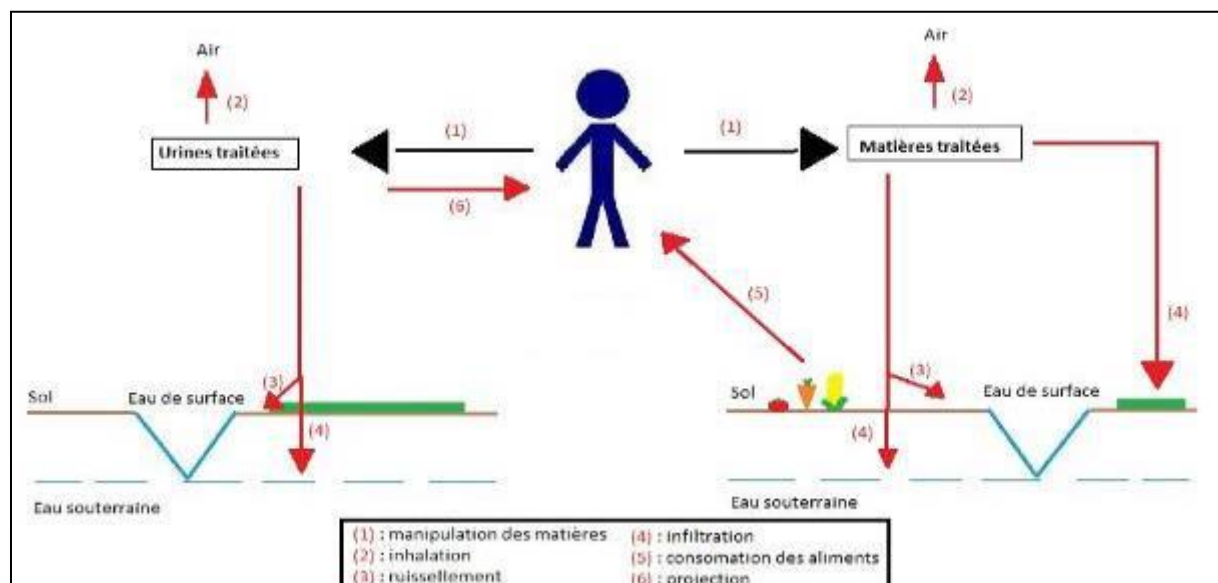 Air
(2)
Urines traitées
(1)
(6)
(1)
Air
(2)
Matières traitées
(5)
(4)
Sol
(3)
Eau de surface
(4)
Eau souterraine
Sol
(3)
Eau de surface
(4)
Eau souterraine
(1) : manipulation des matières
(2) : inhalation
(3) : ruissellement
(4) : infiltration
(5) : consomation des aliments
(6) : projection